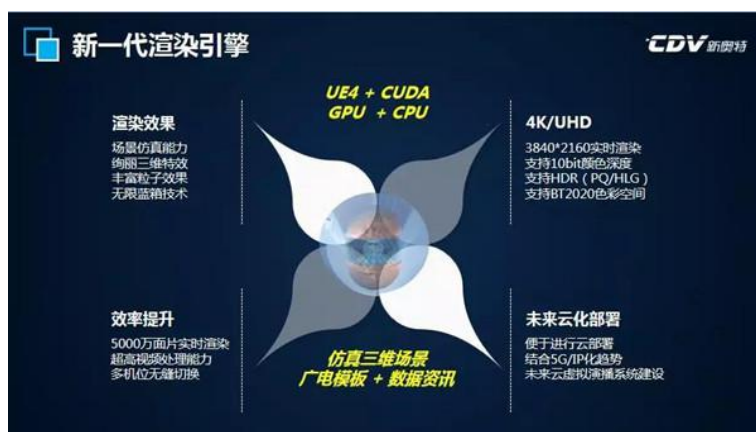 新一代渲染引擎
CDV新奥特
UE4 + CUDA
GPU + CPU
渲染效果
场景仿真能力
绚丽三维特效
丰富粒子效果
无限蓝箱技术
4K/UHD
3840*2160实时渲染
支持10bit颜色深度
支持HDR（PQ/HLG）
支持BT2020色彩空间
效率提升
5000万面片实时渲染
超高视频处理能力
多机位无缝切换
仿真三维场景
广电模板 + 数据资讯
未来云化部署
便于进行云部署
结合5G/IP化趋势
未来云虚拟演播系统建设